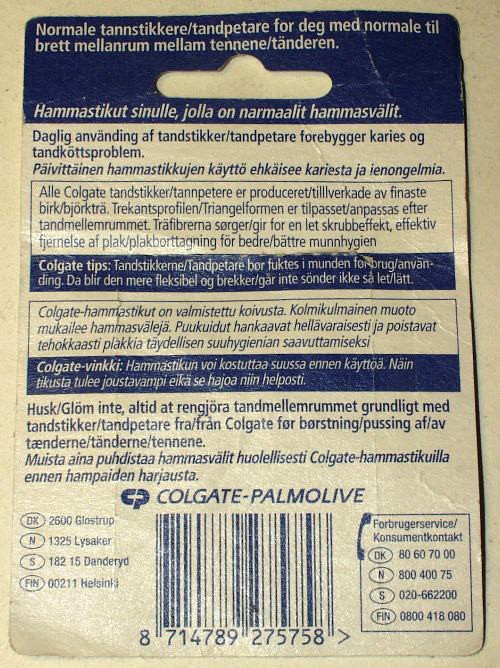 Normale tannstikkere/tandpetare for deg med normale til
brett mellanrum mellam tennene/tänderen.
Hammastikut sinulle, jolla on narmaalit hammasvälit.
Daglig använding af tandstikker/tandpetare forebygger karies og
tandköttsproblem.
Päivittäinen hammastikkujen käyttö ehkäisee kariesta ja ienongelmia.
Alle Colgate tandstikker/tannpetere er produceret/tilllverkade av finaste
birk/björkträ. Trekantsprofilen/Triangelformen er tilpasset/anpassas efter
tandmellemrummet. Träfibrerna sørger/gir for en let skrubbeffekt, effektiv
fjernelse af plak/plakborttagning för bedre/bättre munnhygien
Colgate tips: Tandstikkerne/Tandpetare bør fuktes i munden for brug/använ-
ding. Da blir den mere fleksibel og brekker/går inte sönder ikke så let/lätt.
Colgate-hammastikut on valmistettu koivusta. Kolmikulmainen muoto
mukailee hammasvälejä. Puukuidut hankaavat hellävaraisesti ja poistavat
tehokkaasti plakkia täydellisen suuhygienian saavuttamiseksi
Colgate-vinkki: Hammastikun voi kostuttaa suussa ennen käyttöä. Näin
tikusta tulee joustavampi eikä se hajoa niin helposti.
Husk/Glöm inte, altid at rengjöra tandmellemrummet grundligt med
tandstikker/tandpetare fra/från Colgate før børstning/pussing af/av
tænderne/tänderne/tennene.
Muista aina puhdistaa hammasvälit huolellisesti Colgate-hammastikuilla
ennen hampaiden harjausta.
CP COLGATE-PALMOLIVE
DK 2600 Glostrup
N 1325 Lysaker
S 182 15 Danderyd
FIN 00211 Helsinki
Forbrugerservice/
Konsumentkontakt
DK 80 60 70 00
N 800 400 75
S 020-662200
FIN 0800 418 080
8 714789 275758 >